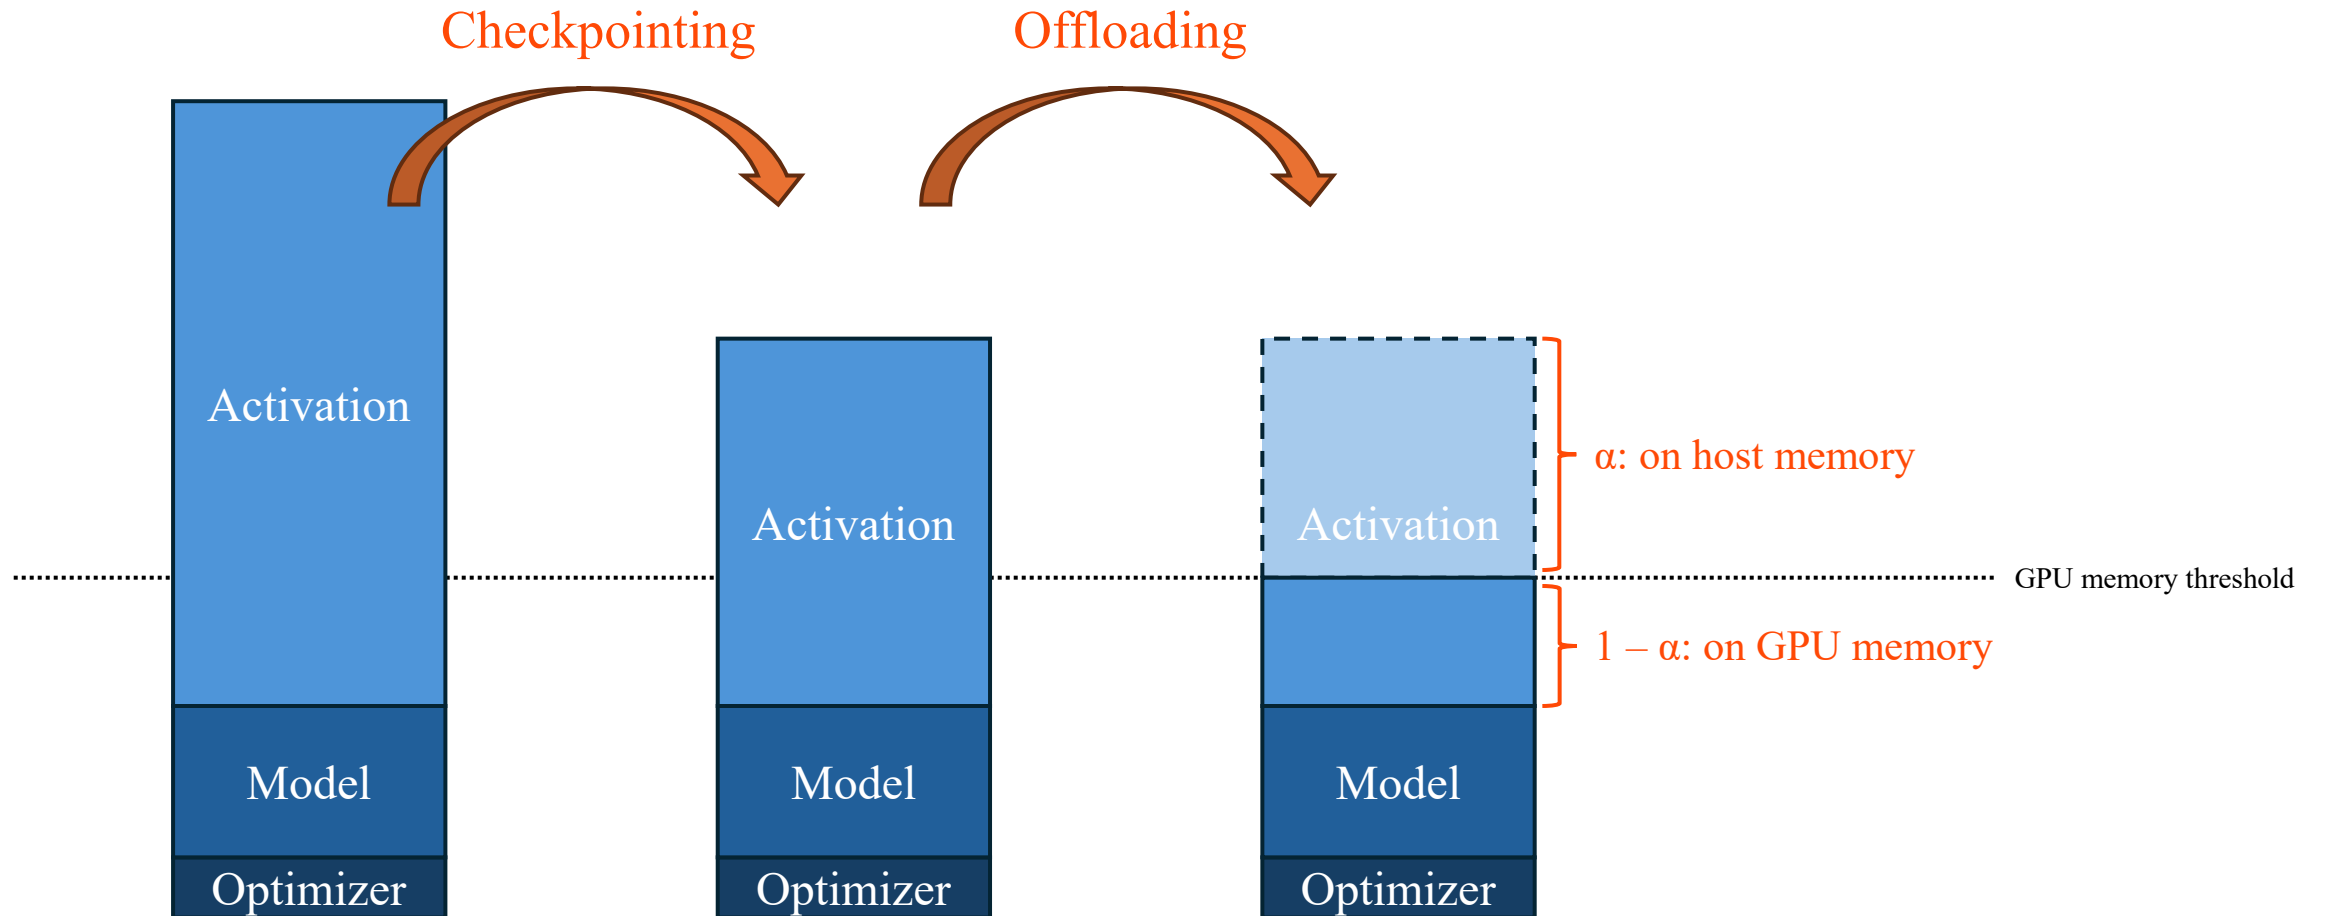 Checkpointing
Offloading
Activation
Activation
Activation
α: on host memory
GPU memory threshold
1 – α: on GPU memory
Model
Model
Model
Optimizer
Optimizer
Optimizer